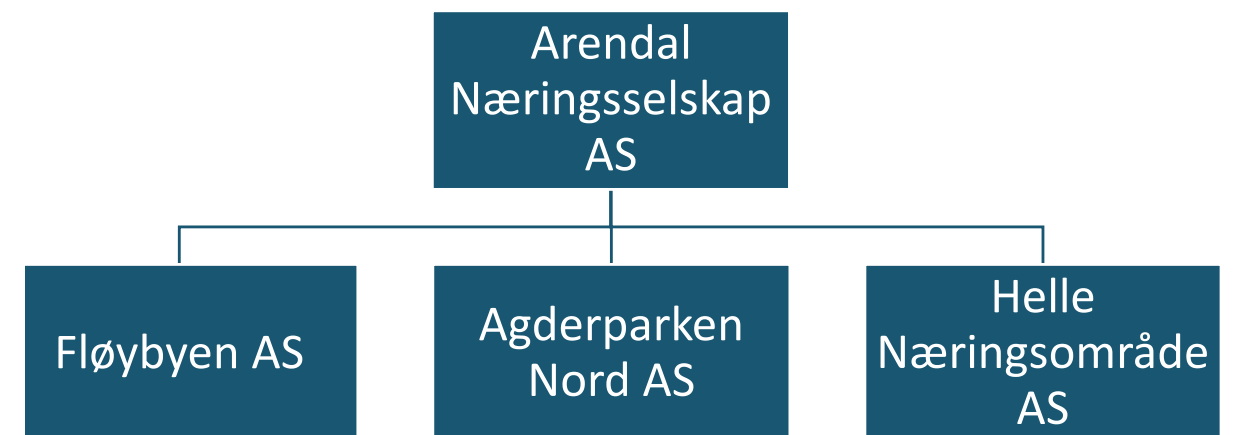 Arendal
Næringsselskap
AS
Fløybyen AS
Agderparken
Nord AS
Helle
Næringsområde
AS